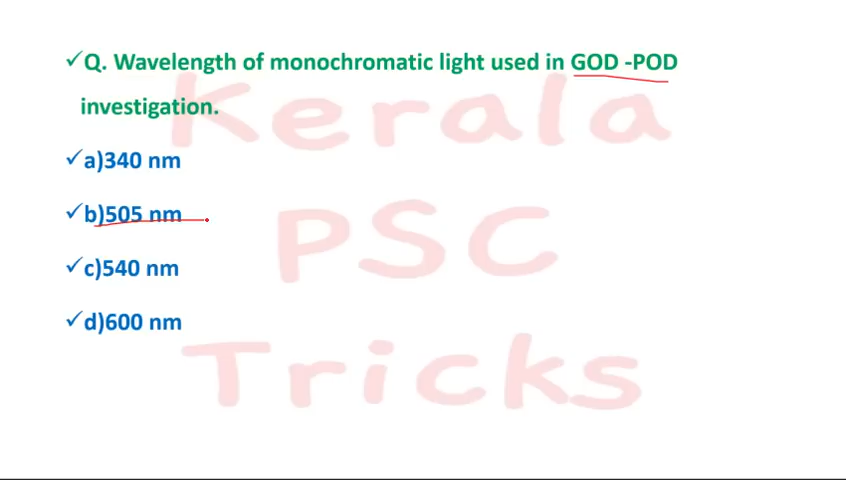 ✓Q. Wavelength of monochromatic light used in GOD -POD
investigation.
✓a)340 nm
✓b)505 nm
✓c)540 nm
✓d)600 nm
Kerala
PSC
Tricks